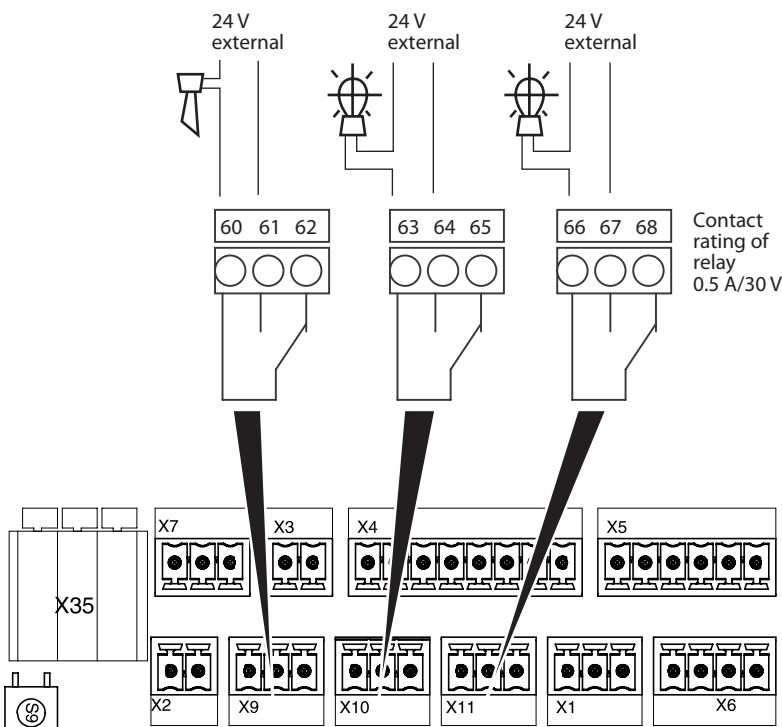 24 V
external
24 V
external
24 V
external
60 61 62
63 64 65
66 67 68
Contact
rating of
relay
0.5 A/30 V
X7
X3
X4
X5
X35
S9
X2
X9
X10
X11
X1
X6